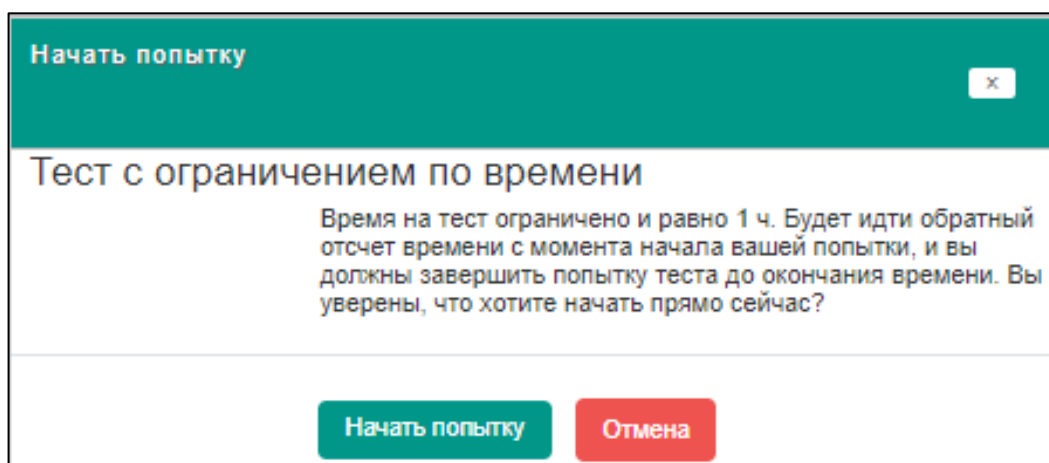 Начать попытку
x
Тест с ограничением по времени
Время на тест ограничено и равно 1 ч. Будет идти обратный
отсчет времени с момента начала вашей попытки, и вы
должны завершить попытку теста до окончания времени. Вы
уверены, что хотите начать прямо сейчас?
Начать попытку Отмена